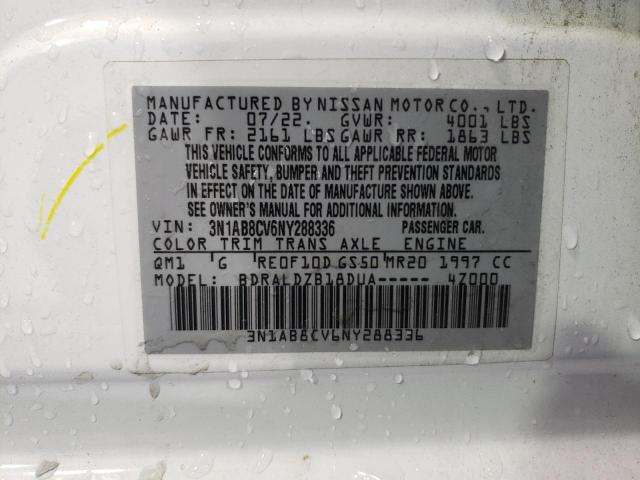 MANUFACTURED BY NISSAN MOTOR CO., LTD.
DATE: 07/22. GVWR: 4001 LBS
GAWR FR: 2161 LBS GAWR RR: 1863 LBS
THIS VEHICLE CONFORMS TO ALL APPLICABLE FEDERAL MOTOR
VEHICLE SAFETY, BUMPER AND THEFT PREVENTION STANDARDS
IN EFFECT ON THE DATE OF MANUFACTURE SHOWN ABOVE.
SEE OWNER'S MANUAL FOR ADDITIONAL INFORMATION.
VIN: 3N1AB8CV6NY288336 PASSENGER CAR.
COLOR TRIM TRANS AXLE ENGINE
QM1 G RE0F10D GS50 MR20 1997 CC
MODEL: BDRALDZB18DUA----- 4Z000
3N1AB8CV6NY288336